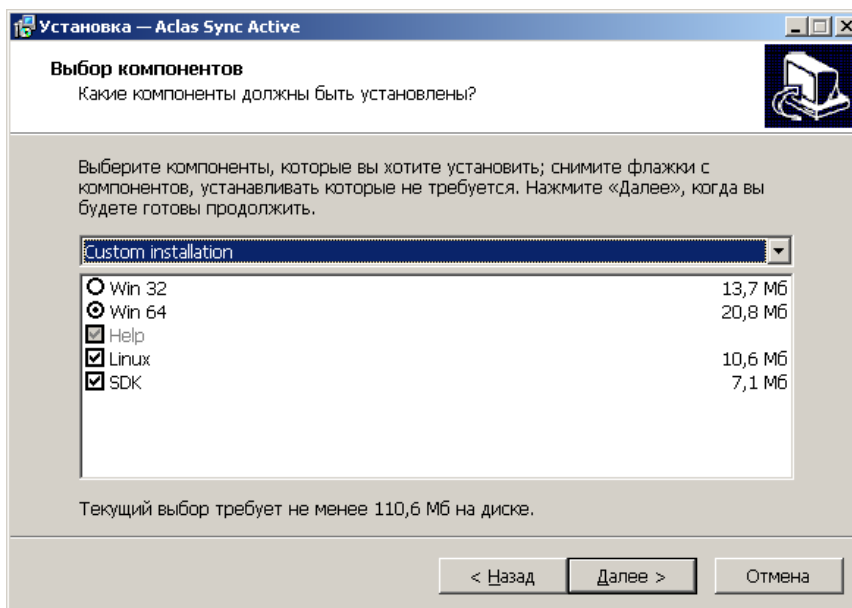 Установка — Aclas Sync Active
Выбор компонентов
Какие компоненты должны быть установлены?
Выберите компоненты, которые вы хотите установить; снимите флажки с
компонентов, устанавливать которые не требуется. Нажмите «Далее», когда вы
будете готовы продолжить.
Custom installation
Win 32 13,7 Мб
Win 64 20,8 Мб
Help
Linux 10,6 Мб
SDK 7,1 Мб
Текущий выбор требует не менее 110,6 Мб на диске.
< Назад Далее > Отмена